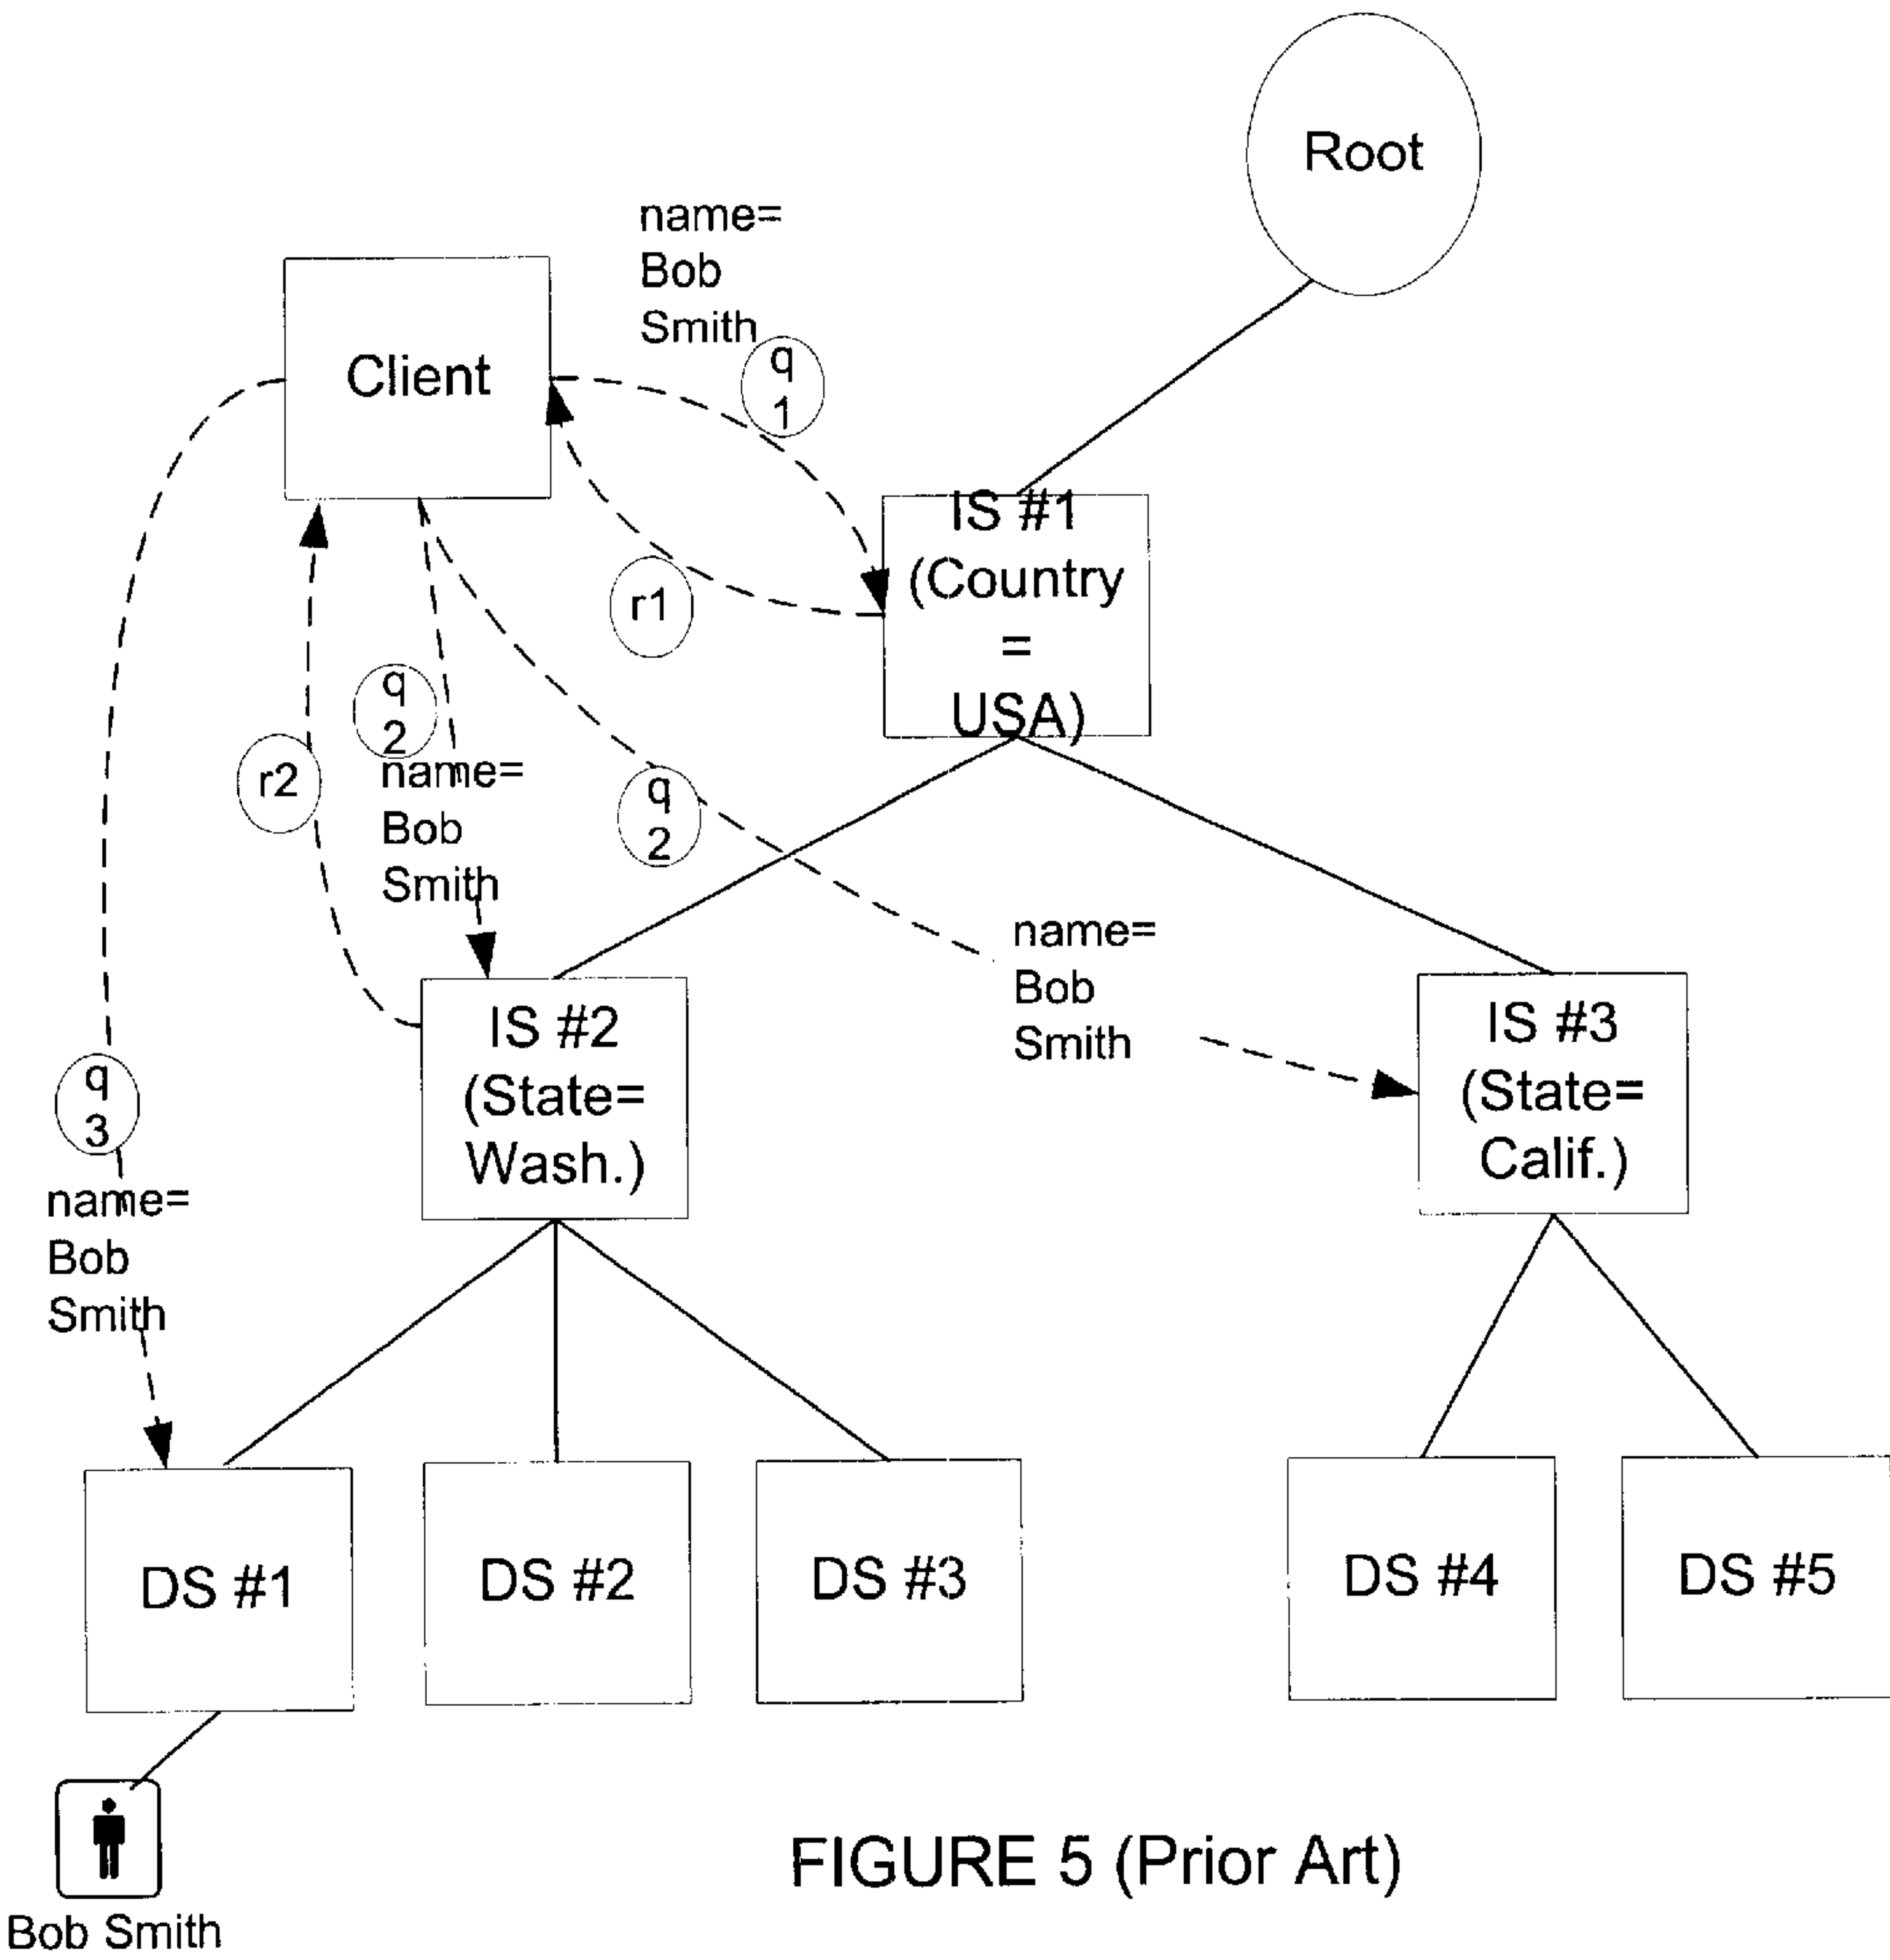 Root
name=
Bob
Smith
Client
q
1
IS #1
(Country
=
USA)
r1
q
2
r2
name=
Bob
Smith
q
2
name=
Bob
Smith
IS #2
(State=
Wash.)
IS #3
(State=
Calif.)
q
3
name=
Bob
Smith
DS #1
DS #2
DS #3
DS #4
DS #5
FIGURE 5 (Prior Art)
Bob Smith